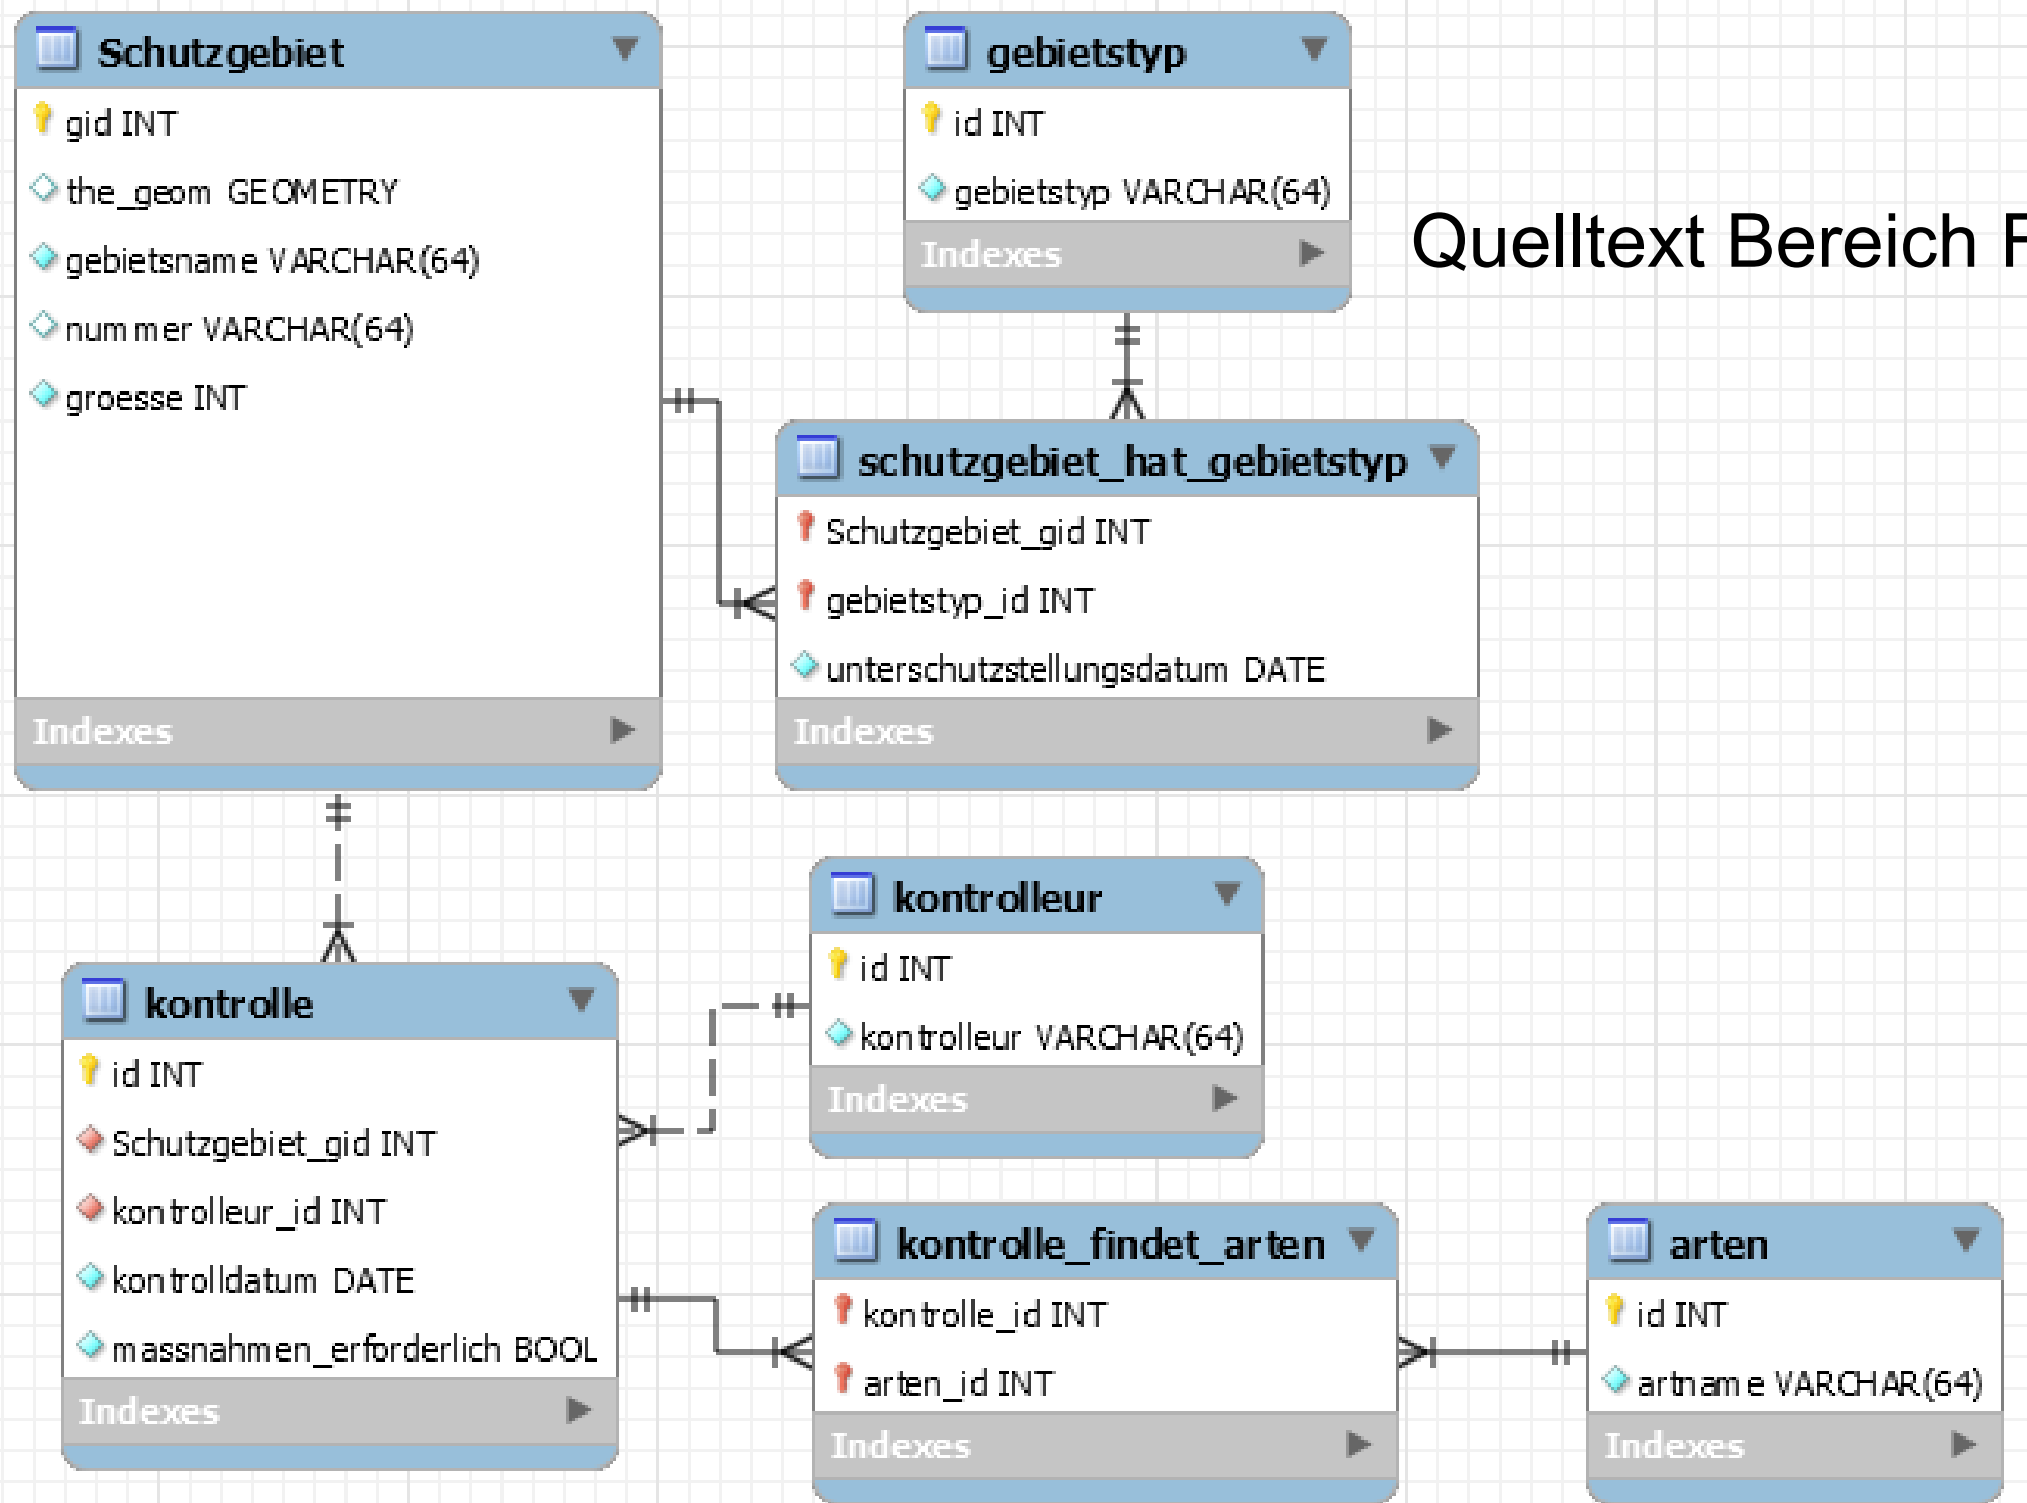 Schutzgebiet
gid INT
the_geom GEOMETRY
gebietsname VARCHAR(64)
nummer VARCHAR(64)
groesse INT
Indexes
gebietstyp
id INT
gebietstyp VARCHAR(64)
Indexes
Quelltext Bereich
schutzgebiet_hat_gebietstyp
Schutzgebiet_gid INT
gebietstyp_id INT
unterschutzstellungsdatum DATE
Indexes
kontrolleur
id INT
kontrolleur VARCHAR(64)
Indexes
kontrolle
id INT
Schutzgebiet_gid INT
kontrolleur_id INT
kontrolldatum DATE
massnahmen_erforderlich BOOL
Indexes
kontrolle_findet_arten
kontrolle_id INT
arten_id INT
Indexes
arten
id INT
artname VARCHAR(64)
Indexes